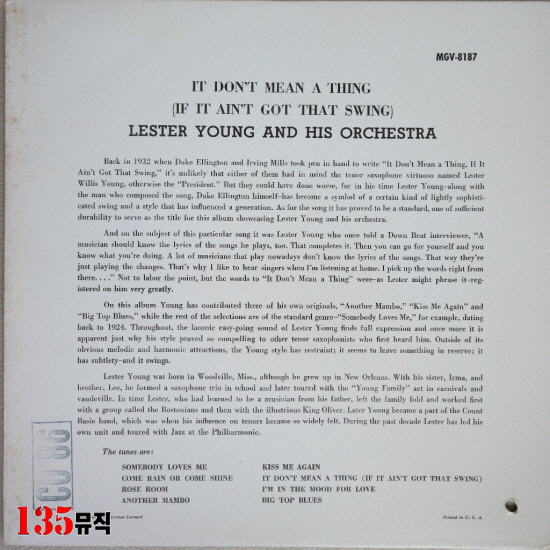 MGV-8187
IT DON'T MEAN A THING
(IF IT AIN'T GOT THAT SWING)
LESTER YOUNG AND HIS ORCHESTRA
Back in 1932 when Duke Ellington and Irving Mills took pen in hand to write "It Don't Mean a Thing, If It
Ain't Got That Swing," it's unlikely that either of them had in mind the tenor saxophone virtuoso named Lester
Willis Young, otherwise the "President." But they could have done worse, for in his time Lester Young—along with
the man who composed the song, Duke Ellington himself—has become a symbol of a certain kind of lightly sophisti-
cated swing and a style that has influenced a generation. As for the song it has proved to be a standard, one of sufficient
durability to serve as the title for this album showcasing Lester Young and his orchestra.
And on the subject of this particular song it was Lester Young who once told a Down Beat interviewer, "A
musician should know the lyrics of the songs he plays, too. That completes it. Then you can go for yourself and you
know what you're doing. A lot of musicians that play nowadays don't know the lyrics of the songs. That way they're
just playing the changes. That's why I like to hear singers when I'm listening at home. I pick up the words right from
there. . . ." Not to labor the point, but the words to "It Don't Mean a Thing" were—as Lester might phrase it—reg-
istered on him very greatly.
On this album Young has contributed three of his own originals, "Another Mambo," "Kiss Me Again" and
"Big Top Blues," while the rest of the selections are of the standard genre—"Somebody Loves Me," for example, dating
back to 1924. Throughout, the laconic easy-going sound of Lester Young finds full expression and once more it is
apparent just why his style proved so compelling to other tenor saxophonists who first heard him. Outside of its
obvious melodic and harmonic attractions, the Young style has restraint; it seems to leave something in reserve; it
has subtlety—and it swings.
Lester Young was born in Woodville, Miss., although he grew up in New Orleans. With his sister, Irma, and
brother, Lee, he formed a saxophone trio in school and later toured with the "Young Family" act in carnivals and
vaudeville. In time Lester, who had learned to be a musician from his father, left the family fold and worked first
with a group called the Bostonians and then with the illustrious King Oliver. Later Young became a part of the Count
Basie band, which was when his influence on tenors became so widely felt. During the past decade Lester has led his
own unit and toured with Jazz at the Philharmonic.
The tunes are:
SOMEBODY LOVES ME
COME RAIN OR COME SHINE
ROSE ROOM
ANOTHER MAMBO
KISS ME AGAIN
IT DON'T MEAN A THING (IF IT AIN'T GOT THAT SWING)
I'M IN THE MOOD FOR LOVE
BIG TOP BLUES
CO 86
135뮤직
Herman Leonard
Printed in U. S. A.